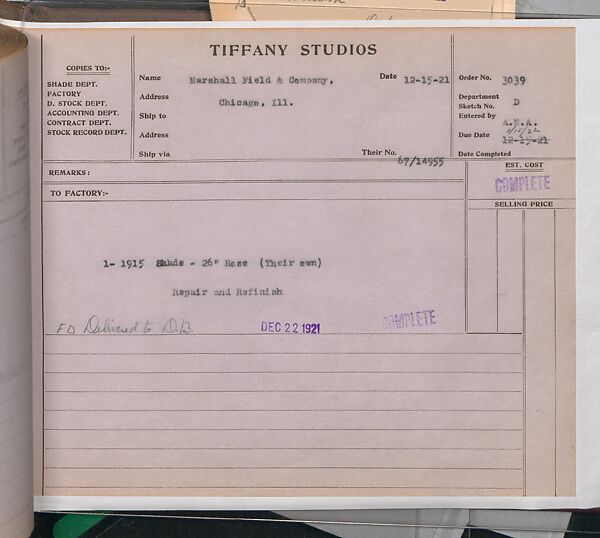 TIFFANY STUDIOS
COPIES TO:-
SHADE DEPT.
FACTORY
D. STOCK DEPT.
ACCOUNTING DEPT.
CONTRACT DEPT.
STOCK RECORD DEPT.
Name Marshall Field & Company, Date 12-15-21
Address Chicago, Ill.
Ship to
Address
Ship via Their No. 67/14955
Order No. 3039
Department
Sketch No. D
Entered by A.F.A.
Due Date 12-15-21
Date Completed
REMARKS:
EST. COST
COMPLETE
TO FACTORY:-
SELLING PRICE
1- 1915 Shade - 26" Rose (Their own)
Repair and Refinish
F.D Delivered to D.B. DEC 22 1921 COMPLETE